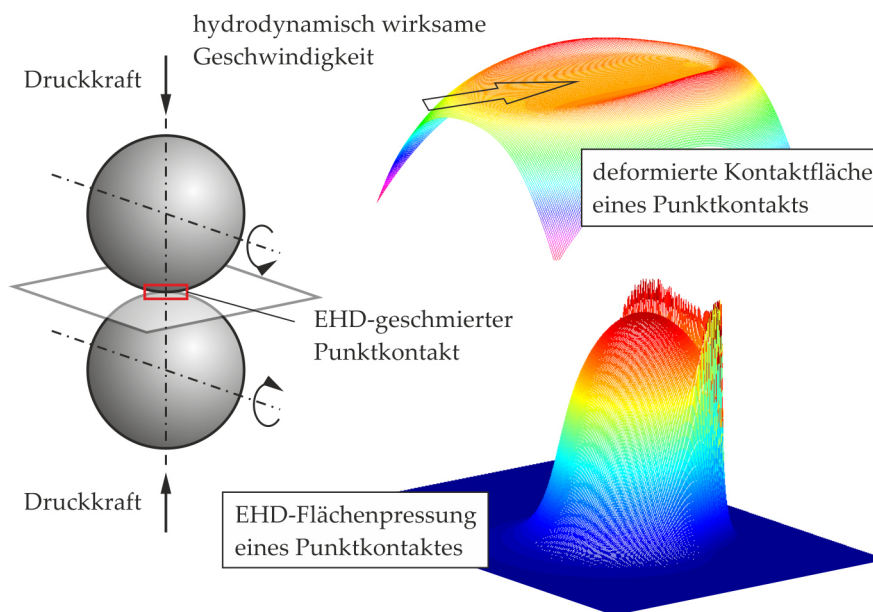 hydrodynamisch wirksame
Geschwindigkeit
Druckkraft
deformierte Kontaktfläche
eines Punktkontakts
EHD-geschmierter
Punktkontakt
Druckkraft
EHD-Flächenpressung
eines Punktkontaktes